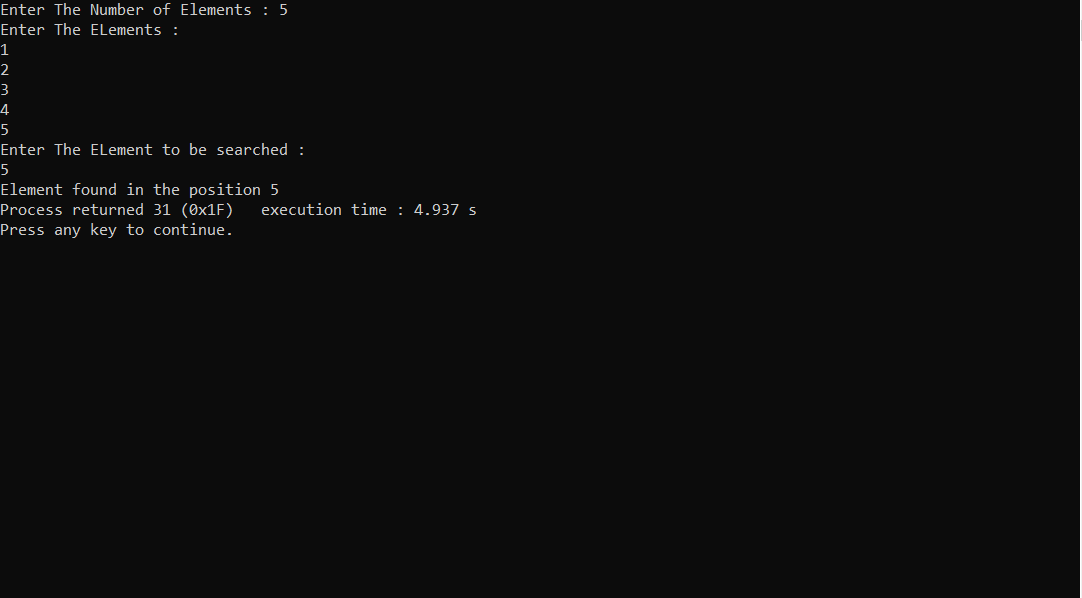 Enter The Number of Elements : 5
Enter The ELements :
1
2
3
4
5
Enter The ELement to be searched :
5
Element found in the position 5
Process returned 31 (0x1F)   execution time : 4.937 s
Press any key to continue.